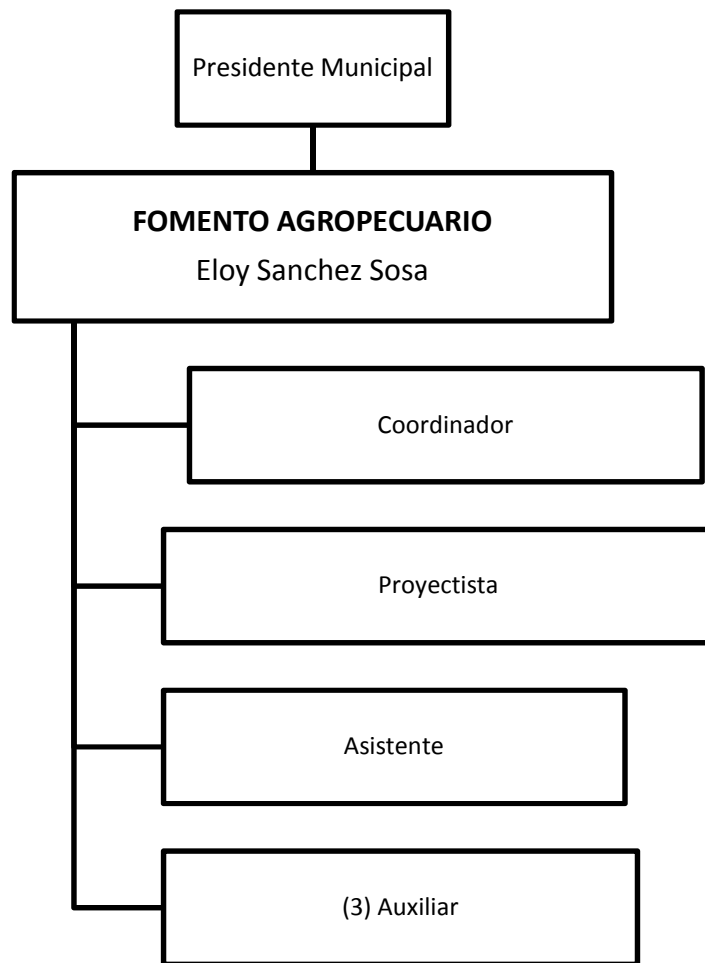 Presidente Municipal
FOMENTO AGROPECUARIO
Eloy Sanchez Sosa
Coordinador
Proyectista
Asistente
(3) Auxiliar